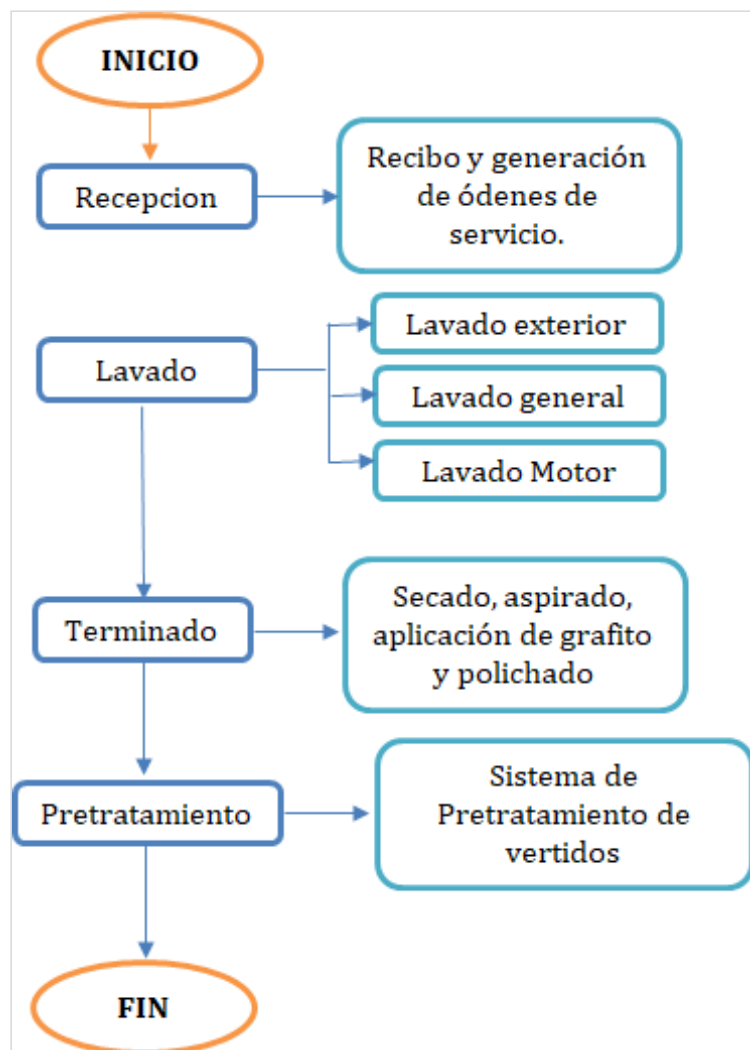 INICIO
Recepcion
Recibo y generación
de ódenes de
servicio.
Lavado
Lavado exterior
Lavado general
Lavado Motor
Terminado
Secado, aspirado,
aplicación de grafito
y polichado
Pretratamiento
Sistema de
Pretratamiento de
vertidos
FIN